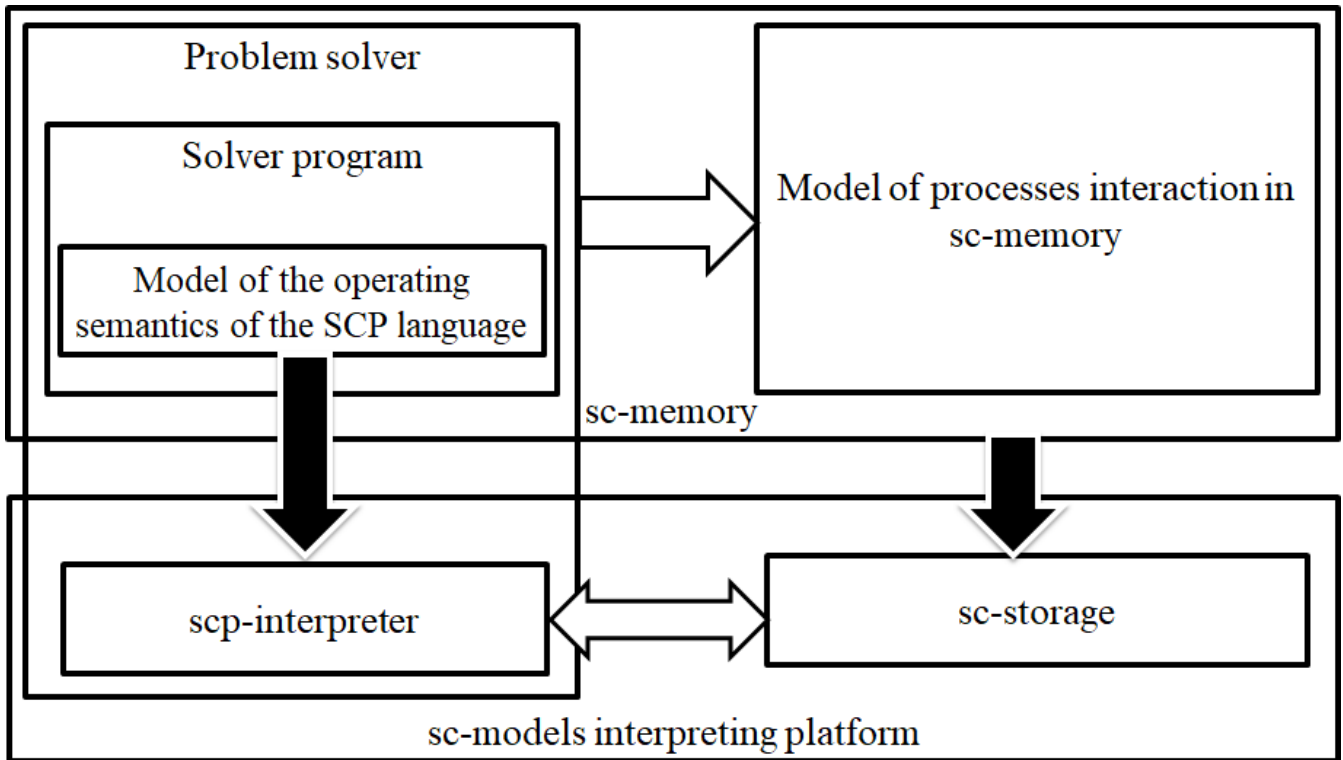 Problem solver
Solver program
Model of the operating
semantics of the SCP language
Model of processes interaction in
sc-memory
sc-memory
scp-interpreter
sc-storage
sc-models interpreting platform